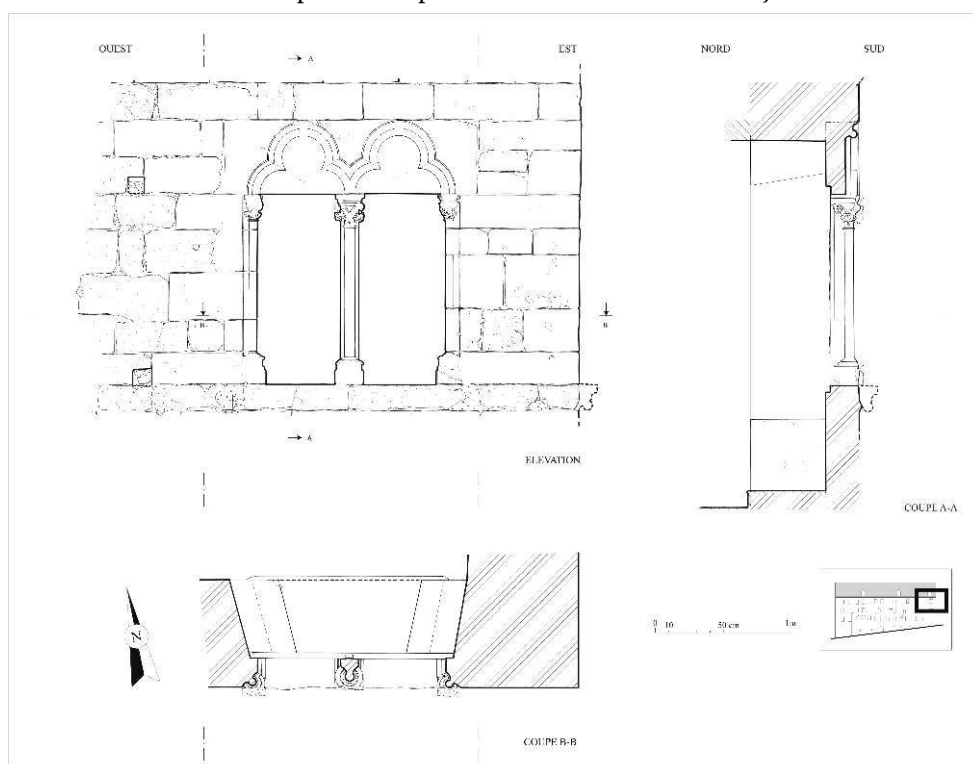 OUEST
A
EST
NORD
SUD
B
B
A
ELEVATION
COUPE A-A
N
0 10 50 cm 1m
COUPE B-B